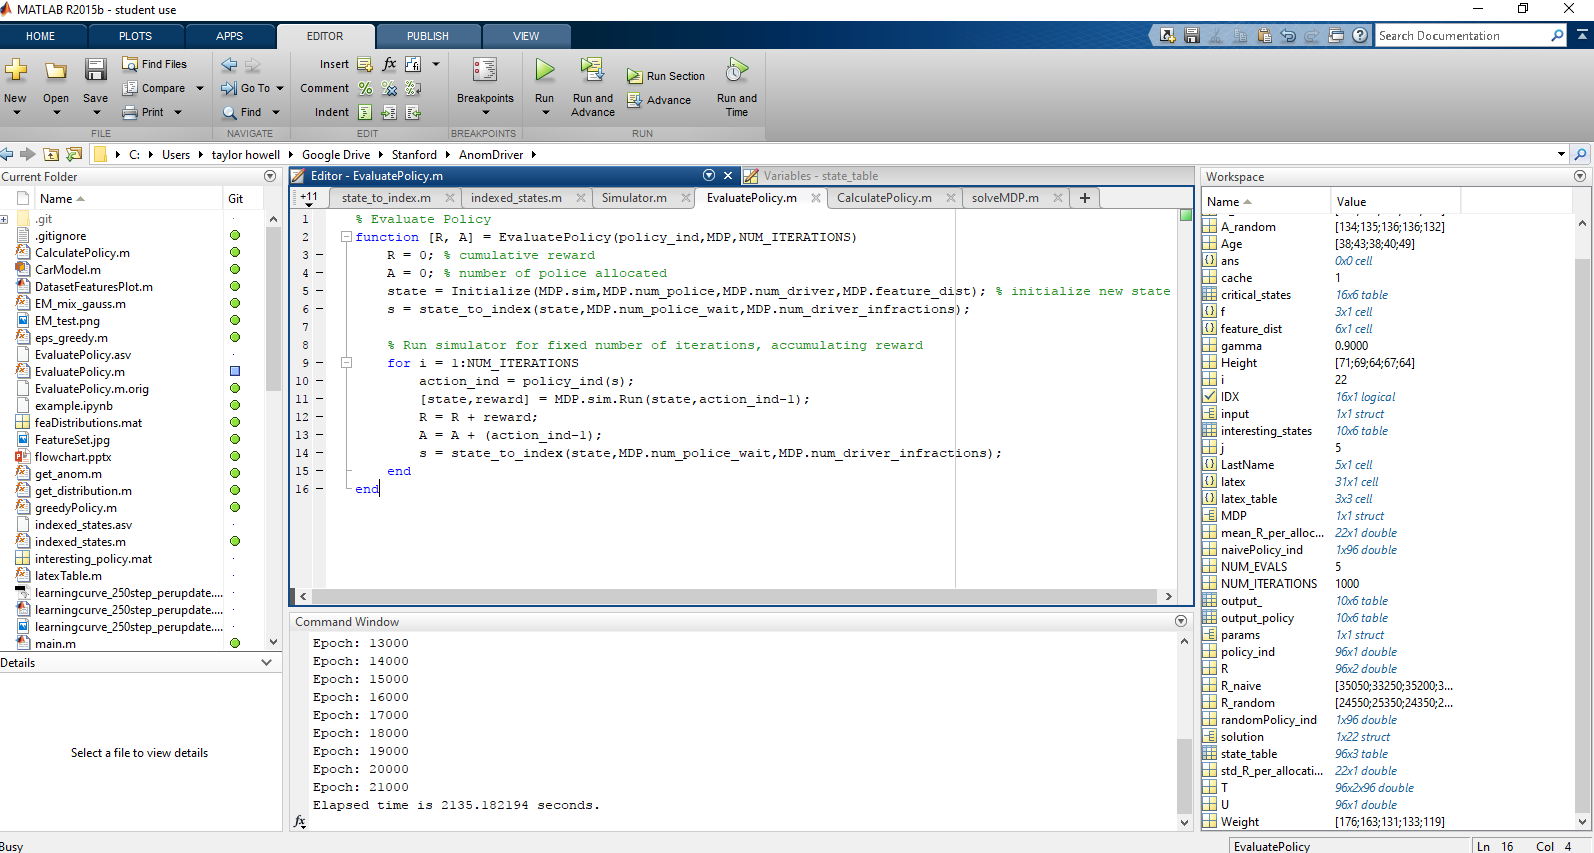 MATLAB R2015b - student use
HOME PLOTS APPS EDITOR PUBLISH VIEW
Search Documentation
New Open Save
Find Files
Compare
Print
FILE
Go To
Find
NAVIGATE
Insert fx
Comment
Indent
EDIT
Breakpoints
BREAKPOINTS
Run
Run and Advance
Run Section
Advance
Run and Time
RUN
C: Users taylor howell Google Drive Stanford AnomDriver
Current Folder
Name Git
.git
.gitignore
CalculatePolicy.m
CarModel.m
DatasetFeaturesPlot.m
EM_mix_gauss.m
EM_test.png
eps_greedy.m
EvaluatePolicy.asv
EvaluatePolicy.m
EvaluatePolicy.m.orig
example.ipynb
feaDistributions.mat
FeatureSet.jpg
flowchart.pptx
get_anom.m
get_distribution.m
greedyPolicy.m
indexed_states.asv
indexed_states.m
interesting_policy.mat
latexTable.m
learningcurve_250step_perupdate....
learningcurve_250step_perupdate....
learningcurve_250step_perupdate....
main.m
Details
Select a file to view details
Editor - EvaluatePolicy.m
Variables - state_table
+11 state_to_index.m indexed_states.m Simulator.m EvaluatePolicy.m CalculatePolicy.m solveMDP.m +
1 % Evaluate Policy
2 function [R, A] = EvaluatePolicy(policy_ind,MDP,NUM_ITERATIONS)
3 – R = 0; % cumulative reward
4 – A = 0; % number of police allocated
5 – state = Initialize(MDP.sim,MDP.num_police,MDP.num_driver,MDP.feature_dist); % initialize new state
6 – s = state_to_index(state,MDP.num_police_wait,MDP.num_driver_infractions);
7
8 % Run simulator for fixed number of iterations, accumulating reward
9 – for i = 1:NUM_ITERATIONS
10 – action_ind = policy_ind(s);
11 – [state,reward] = MDP.sim.Run(state,action_ind-1);
12 – R = R + reward;
13 – A = A + (action_ind-1);
14 – s = state_to_index(state,MDP.num_police_wait,MDP.num_driver_infractions);
15 – end
16 – end
Command Window
Epoch: 13000
Epoch: 14000
Epoch: 15000
Epoch: 16000
Epoch: 17000
Epoch: 18000
Epoch: 19000
Epoch: 20000
Epoch: 21000
Elapsed time is 2135.182194 seconds.
fx
Workspace
Name Value
A_random [134;135;136;136;132]
Age [38;43;38;40;49]
ans 0x0 cell
cache 1
critical_states 16x6 table
f 3x1 cell
feature_dist 6x1 cell
gamma 0.9000
Height [71;69;64;67;64]
i 22
IDX 16x1 logical
input 1x1 struct
interesting_states 10x6 table
j 5
LastName 5x1 cell
latex 31x1 cell
latex_table 3x3 cell
MDP 1x1 struct
mean_R_per_alloc... 22x1 double
naivePolicy_ind 1x96 double
NUM_EVALS 5
NUM_ITERATIONS 1000
output_ 10x6 table
output_policy 10x6 table
params 1x1 struct
policy_ind 96x1 double
R 96x2 double
R_naive [35050;33250;35200;3...
R_random [24550;25350;24350;2...
randomPolicy_ind 1x96 double
solution 1x22 struct
state_table 96x3 table
std_R_per_allocati... 22x1 double
T 96x2x96 double
U 96x1 double
Weight [176;163;131;133;119]
Busy
EvaluatePolicy
Ln 16 Col 4